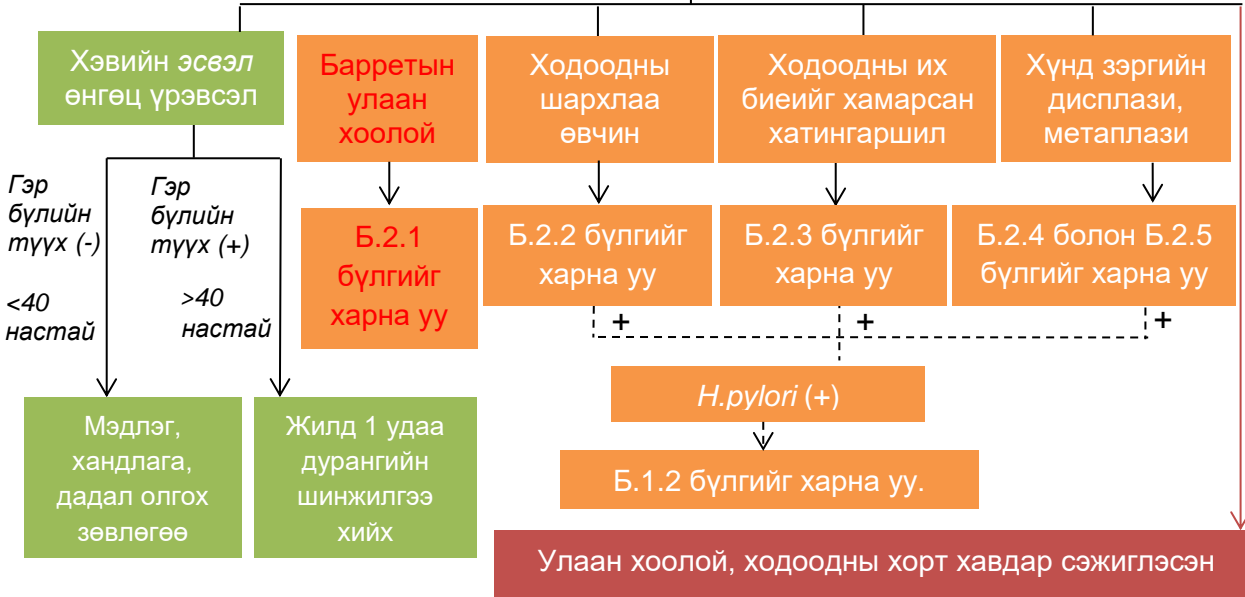 Хэвийн эсвэл
өнгөц үрэвсэл
Барретын
улаан
хоолой
Ходоодны
шархлаа
өвчин
Ходоодны их
биеийг хамарсан
хатингаршил
Хүнд зэргийн
дисплази,
метаплази
Гэр
бүлийн
түүх (-)
<40
настай
Гэр
бүлийн
түүх (+)
>40
настай
Б.2.1
бүлгийг
харна уу
Б.2.2 бүлгийг
харна уу
Б.2.3 бүлгийг
харна уу
Б.2.4 болон Б.2.5
бүлгийг харна уу
+
+
+
H.pylori (+)
Мэдлэг,
хандлага,
дадал олгох
зөвлөгөө
Жилд 1 удаа
дурангийн
шинжилгээ
хийх
Б.1.2 бүлгийг харна уу.
Улаан хоолой, ходоодны хорт хавдар сэжиглэсэн